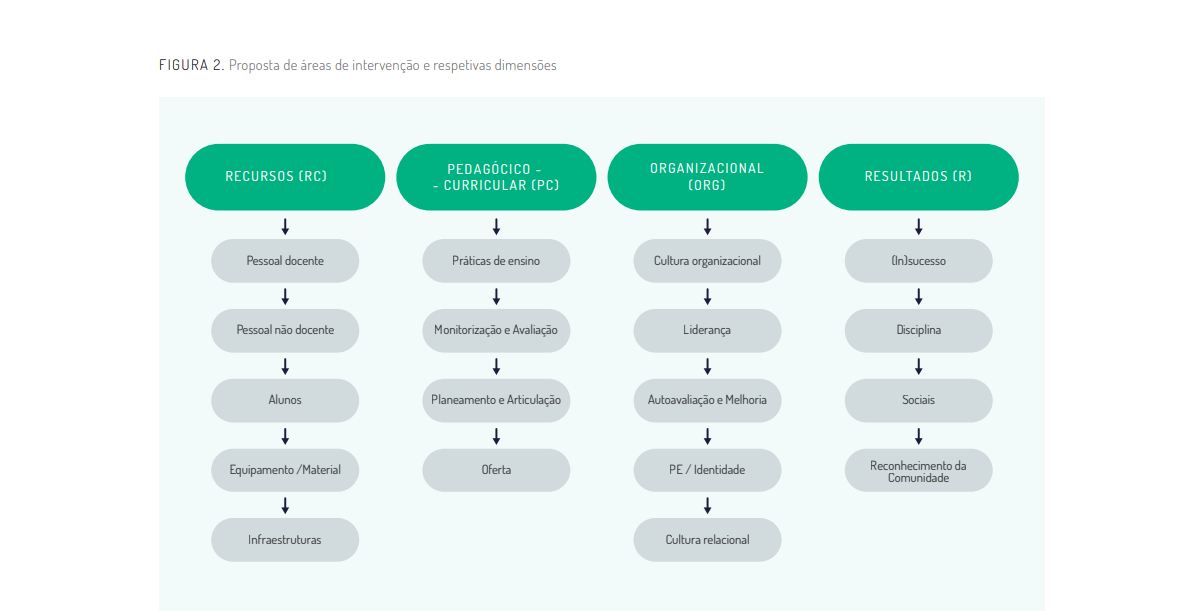 FIGURA 2. Proposta de áreas de intervenção e respetivas dimensões
RECURSOS (RC)
Pessoal docente
Pessoal não docente
Alunos
Equipamento /Material
Infraestruturas
PEDAGÓCICO -
- CURRICULAR (PC)
Práticas de ensino
Monitorização e Avaliação
Planeamento e Articulação
Oferta
ORGANIZACIONAL
(ORG)
Cultura organizacional
Liderança
Autoavaliação e Melhoria
PE / Identidade
Cultura relacional
RESULTADOS (R)
(In)sucesso
Disciplina
Sociais
Reconhecimento da
Comunidade